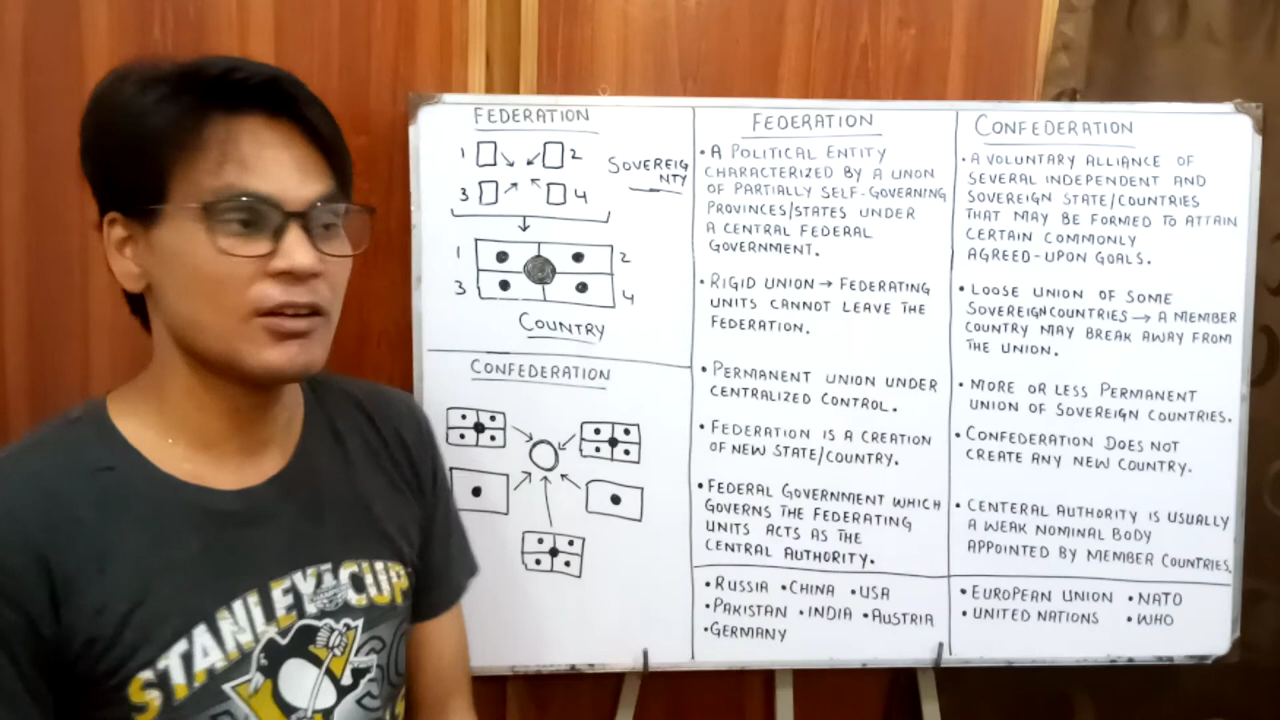 FEDERATION
1 2
3 4
SOVEREIG
NTY
1 2
3 4
COUNTRY
CONFEDERATION
FEDERATION
• A POLITICAL ENTITY
CHARACTERIZED BY A UNON
OF PARTIALLY SELF-GOVERNING
PROVINCES/STATES UNDER
A CENTRAL FEDERAL
GOVERNMENT.
• RIGID UNION → FEDERATING
UNITS CANNOT LEAVE THE
FEDERATION.
• PERMANENT UNION UNDER
CENTRALIZED CONTROL.
• FEDERATION IS A CREATION
OF NEW STATE/COUNTRY.
• FEDERAL GOVERNMENT WHICH
GOVERNS THE FEDERATING
UNITS ACTS AS THE
CENTRAL AUTHORITY.
• RUSSIA • CHINA • USA
• PAKISTAN • INDIA • AUSTRIA
• GERMANY
CONFEDERATION
• A VOLUNTARY ALLIANCE OF
SEVERAL INDEPENDENT AND
SOVEREIGN STATE/COUNTRIES
THAT MAY BE FORMED TO ATTAIN
CERTAIN COMMONLY
AGREED-UPON GOALS.
• LOOSE UNION OF SOME
SOVEREIGN COUNTRIES → A MEMBER
COUNTRY MAY BREAK AWAY FROM
THE UNION.
• MORE OR LESS PERMANENT
UNION OF SOVEREIGN COUNTRIES.
• CONFEDERATION DOES NOT
CREATE ANY NEW COUNTRY.
• CENTERAL AUTHORITY IS USUALLY
A WEAK NOMINAL BODY
APPOINTED BY MEMBER COUNTRIES.
• EUROPEAN UNION • NATO
• UNITED NATIONS • WHO
STANLEY CUP